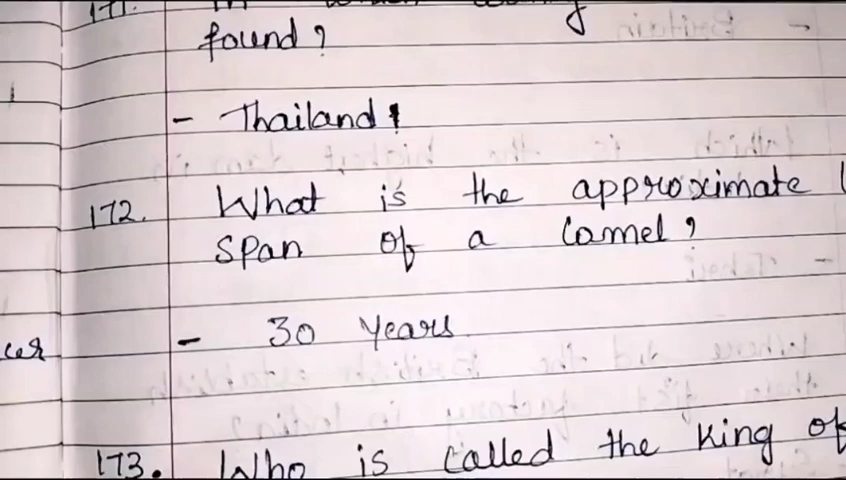 171.
found?
- Thailand!
172. What is the approximate
span of a Camel?
- 30 years
173. Who is called the King of